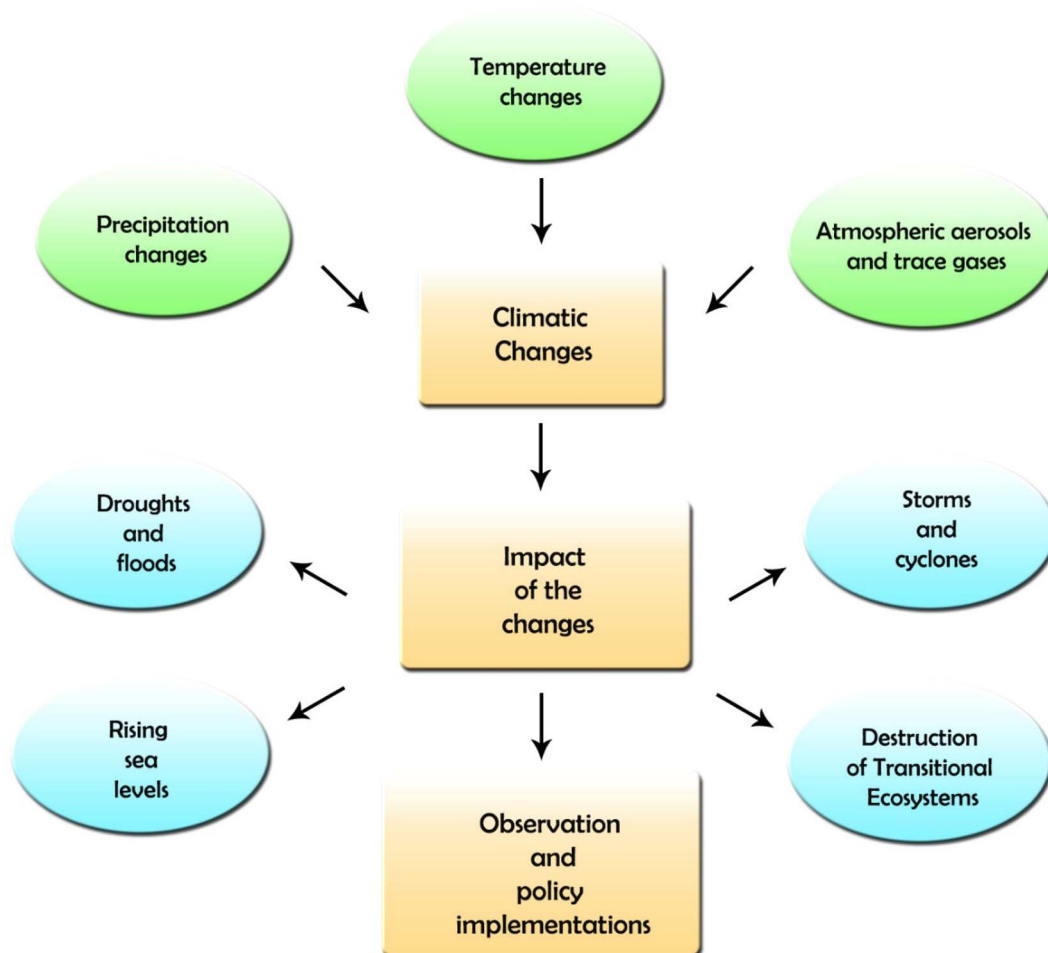 Temperature
changes
Precipitation
changes
Atmospheric aerosols
and trace gases
Climatic
Changes
Droughts
and
floods
Storms
and
cyclones
Impact
of the
changes
Rising
sea
levels
Destruction
of Transitional
Ecosystems
Observation
and
policy
implementations